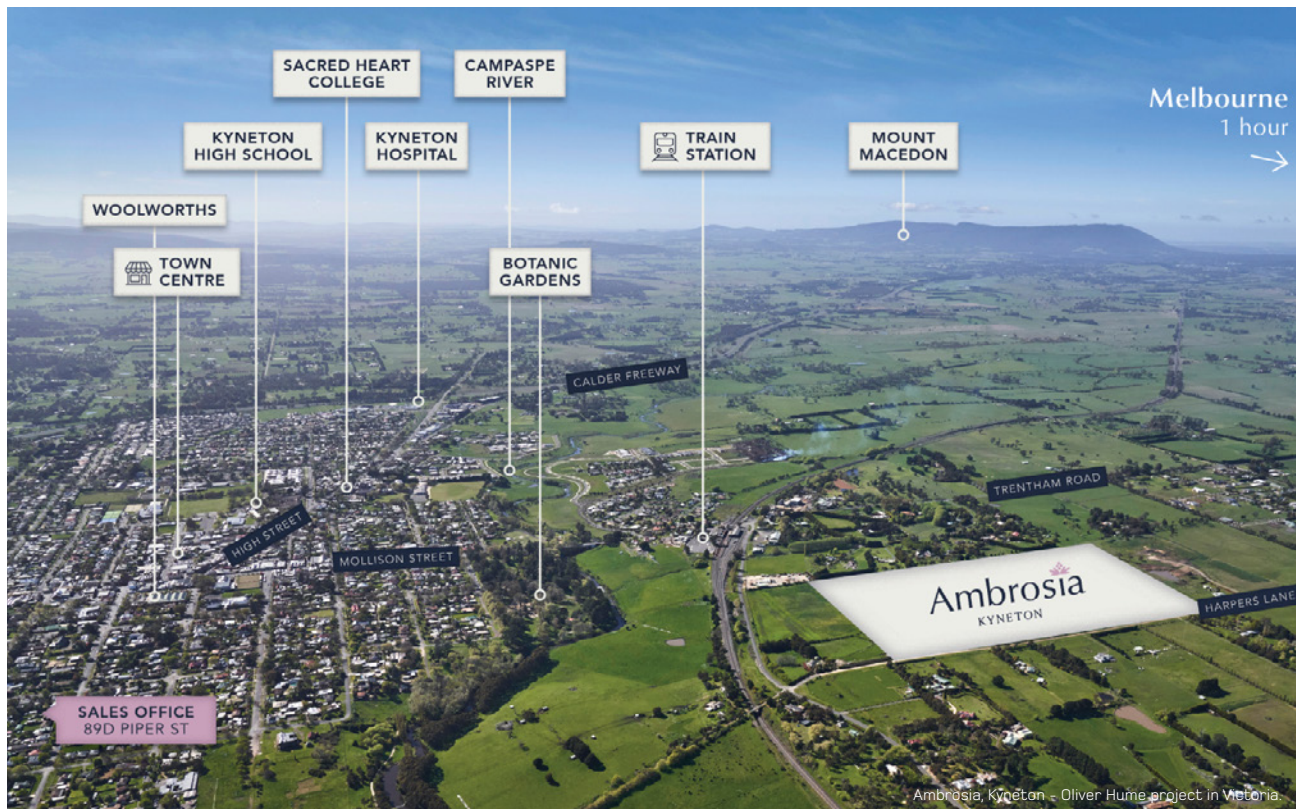 SACRED HEART
COLLEGE
CAMPASPE
RIVER
Melbourne
1 hour
KYNETON
HIGH SCHOOL
KYNETON
HOSPITAL
TRAIN
STATION
MOUNT
MACEDON
WOOLWORTHS
TOWN
CENTRE
BOTANIC
GARDENS
CALDER FREEWAY
TRENTHAM ROAD
HIGH STREET
MOLLISON STREET
Ambrosia
KYNETON
HARPERS LANE
SALES OFFICE
89D PIPER ST
Ambrosia, Kyneton - Oliver Hume project in Victoria.